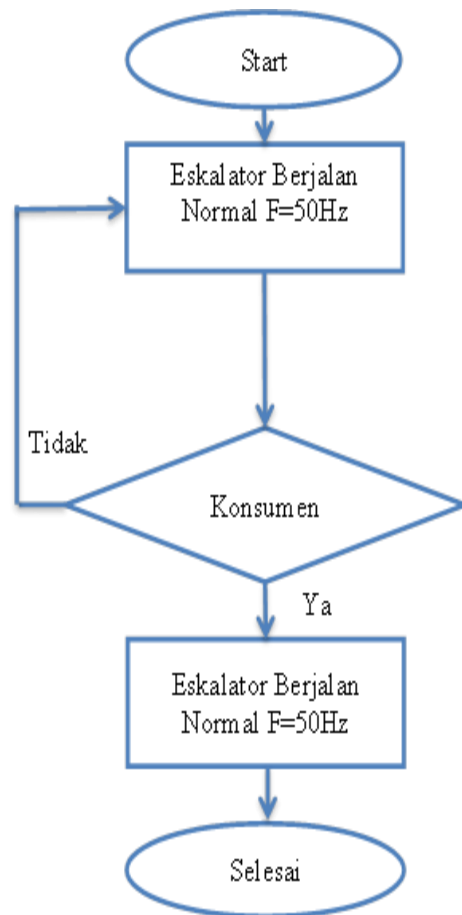 Start
Eskalator Berjalan
Normal F=50Hz
Tidak
Konsumen
Ya
Eskalator Berjalan
Normal F=50Hz
Selesai